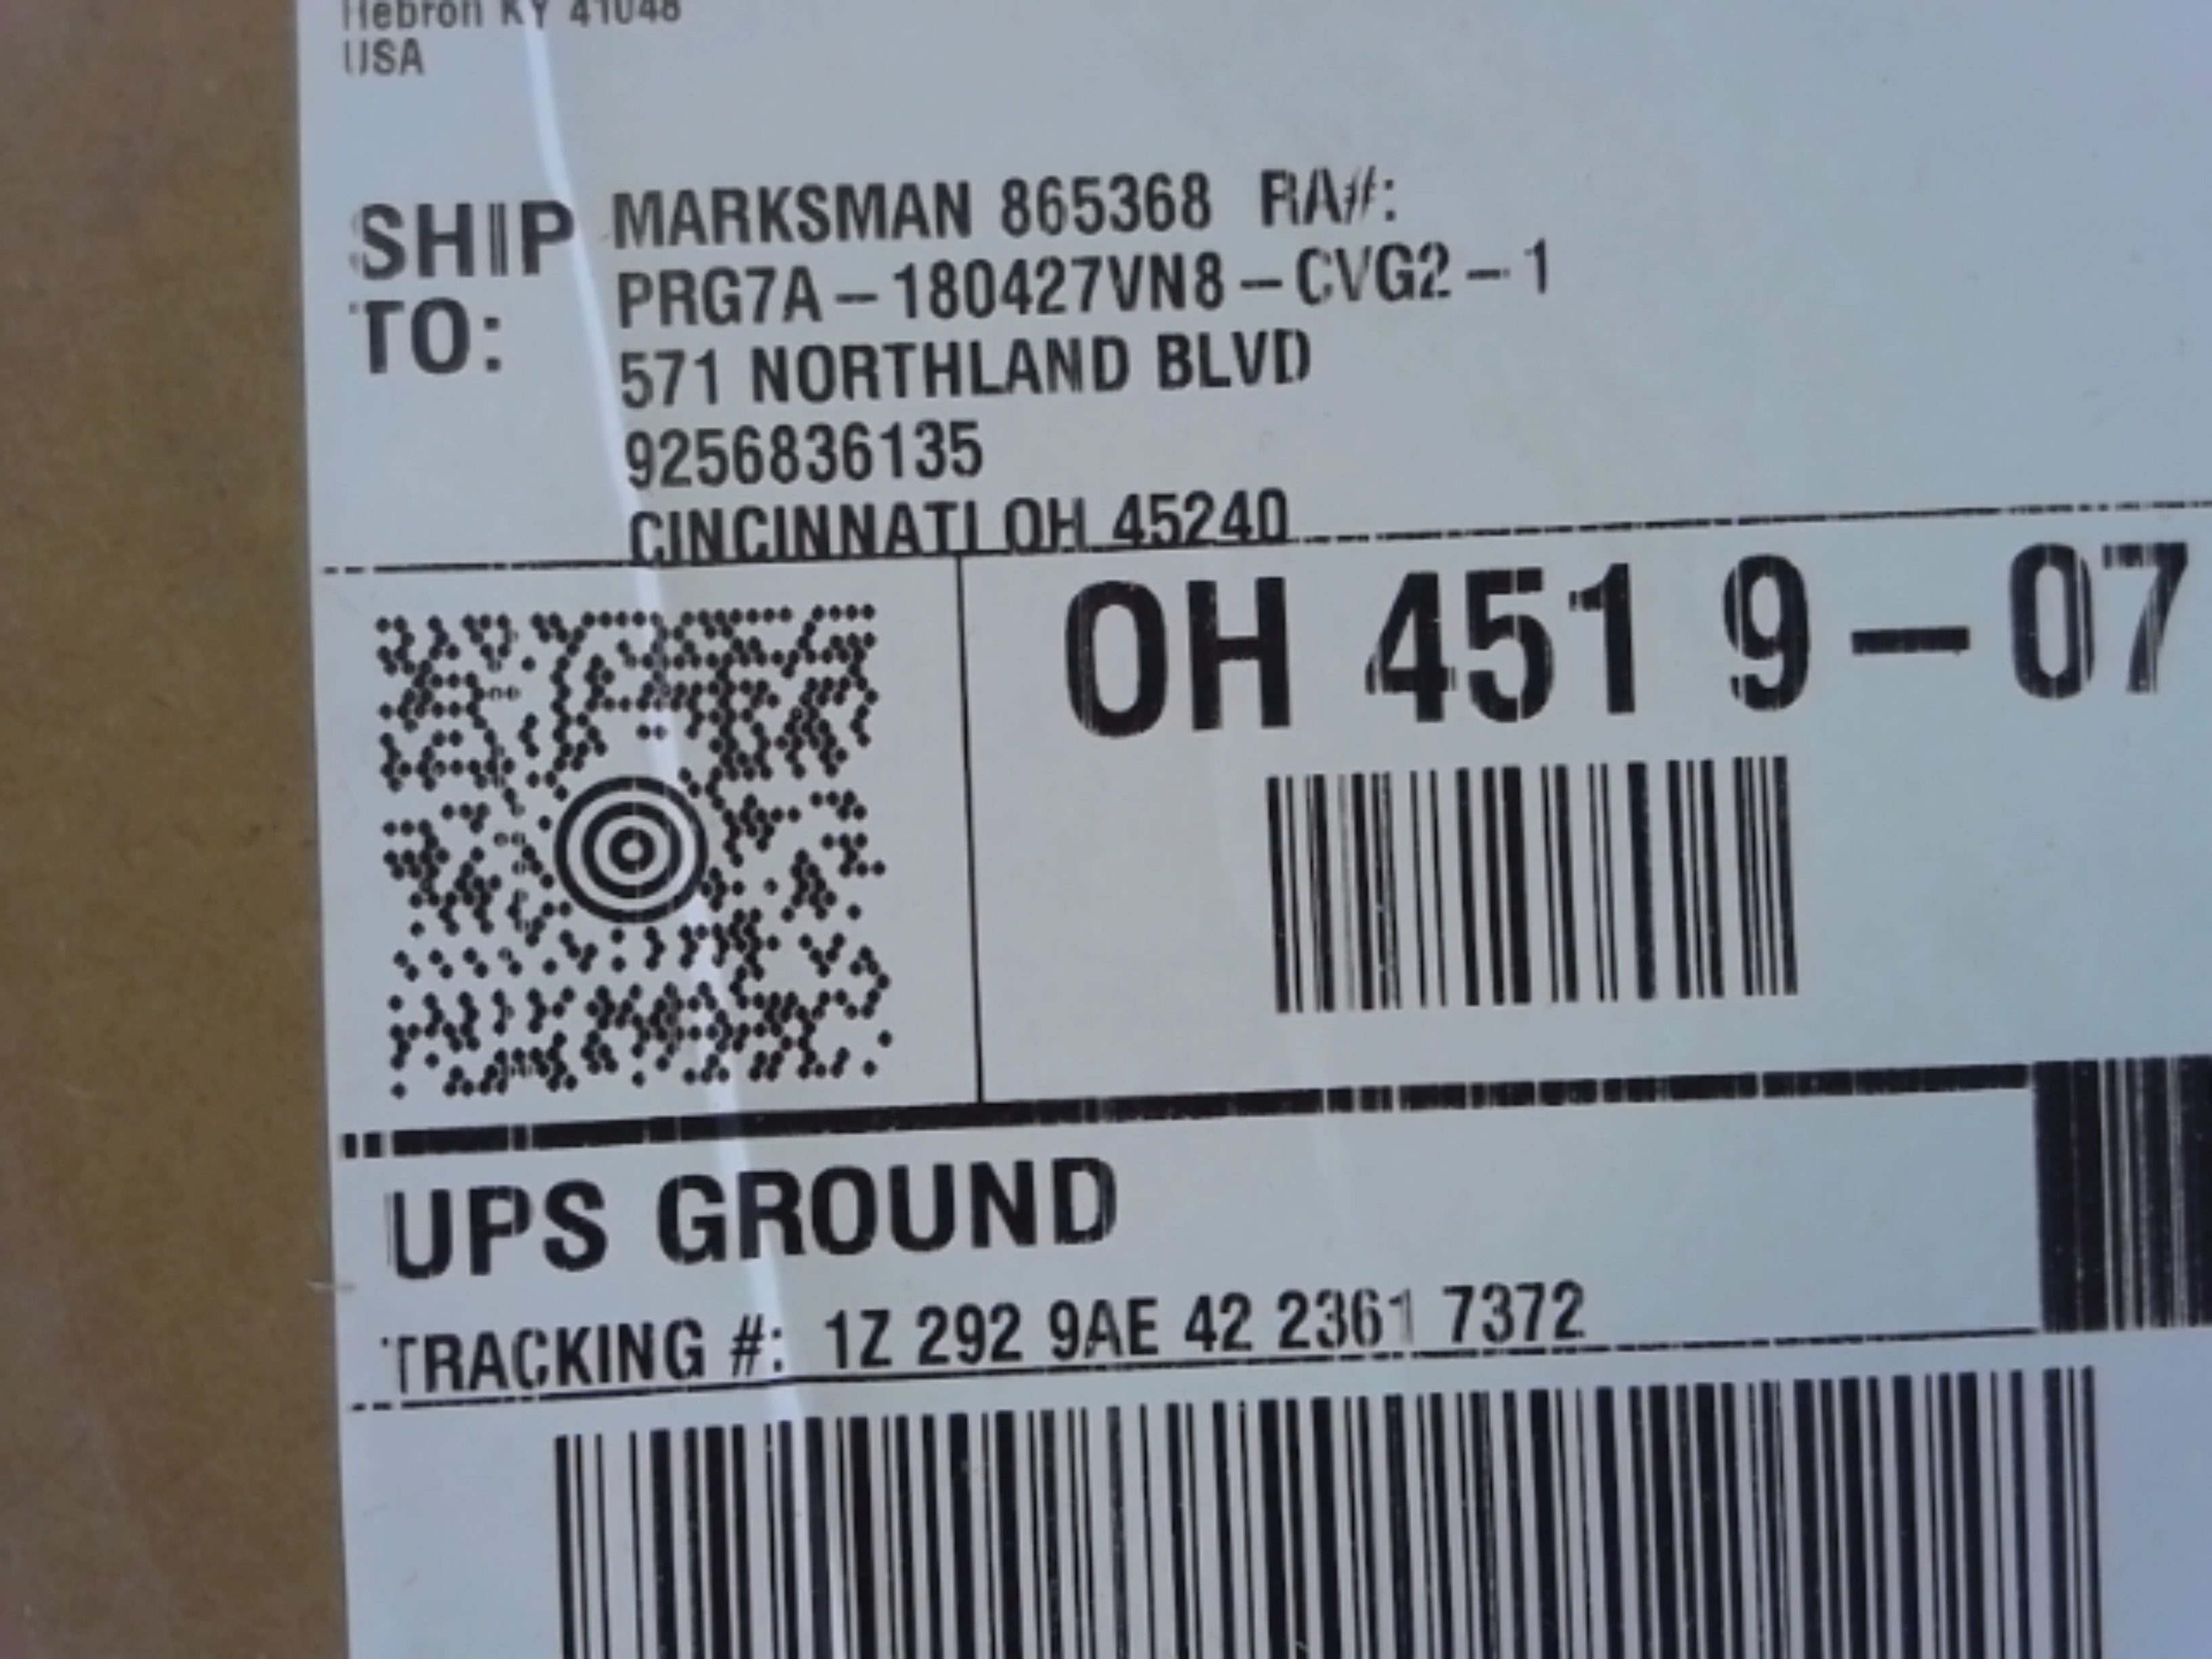 Hebron KY 41048
USA
SHIP TO:
MARKSMAN 865368 RA#:
PRG7A-180427VN8-CVG2-1
571 NORTHLAND BLVD
9256836135
CINCINNATI OH 45240
OH 451 9-07
UPS GROUND
TRACKING #: 1Z 292 9AE 42 2361 7372